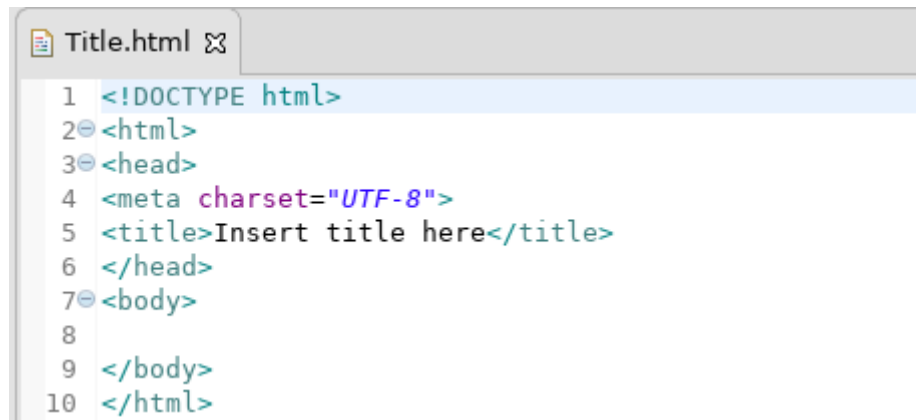 Title.html
1 <!DOCTYPE html>
2 <html>
3 <head>
4 <meta charset="UTF-8">
5 <title>Insert title here</title>
6 </head>
7 <body>
8
9 </body>
10 </html>